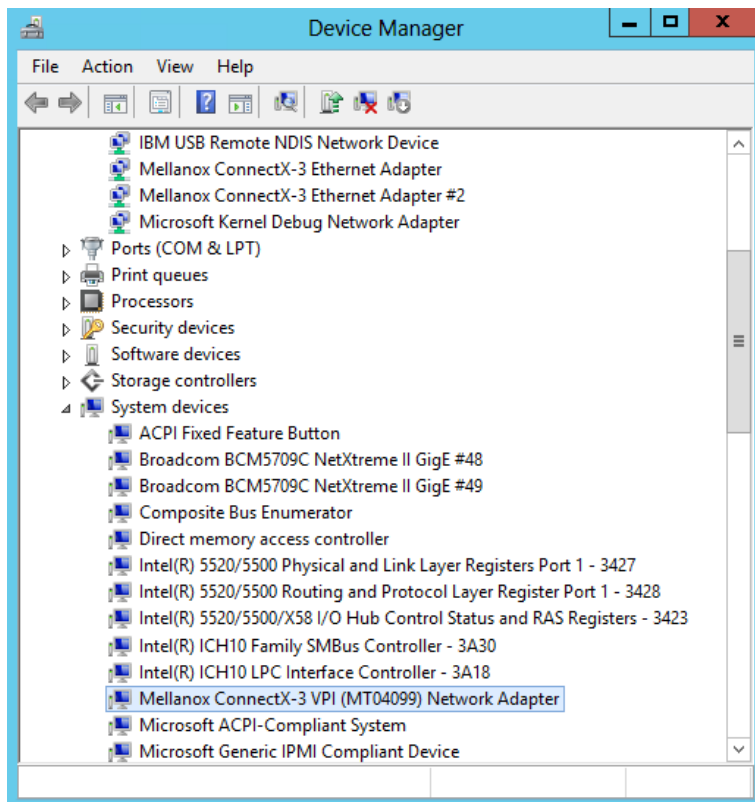 Device Manager
File Action View Help
IBM USB Remote NDIS Network Device
Mellanox ConnectX-3 Ethernet Adapter
Mellanox ConnectX-3 Ethernet Adapter #2
Microsoft Kernel Debug Network Adapter
Ports (COM & LPT)
Print queues
Processors
Security devices
Software devices
Storage controllers
System devices
ACPI Fixed Feature Button
Broadcom BCM5709C NetXtreme II GigE #48
Broadcom BCM5709C NetXtreme II GigE #49
Composite Bus Enumerator
Direct memory access controller
Intel(R) 5520/5500 Physical and Link Layer Registers Port 1 - 3427
Intel(R) 5520/5500 Routing and Protocol Layer Register Port 1 - 3428
Intel(R) 5520/5500/X58 I/O Hub Control Status and RAS Registers - 3423
Intel(R) ICH10 Family SMBus Controller - 3A30
Intel(R) ICH10 LPC Interface Controller - 3A18
Mellanox ConnectX-3 VPI (MT04099) Network Adapter
Microsoft ACPI-Compliant System
Microsoft Generic IPMI Compliant Device